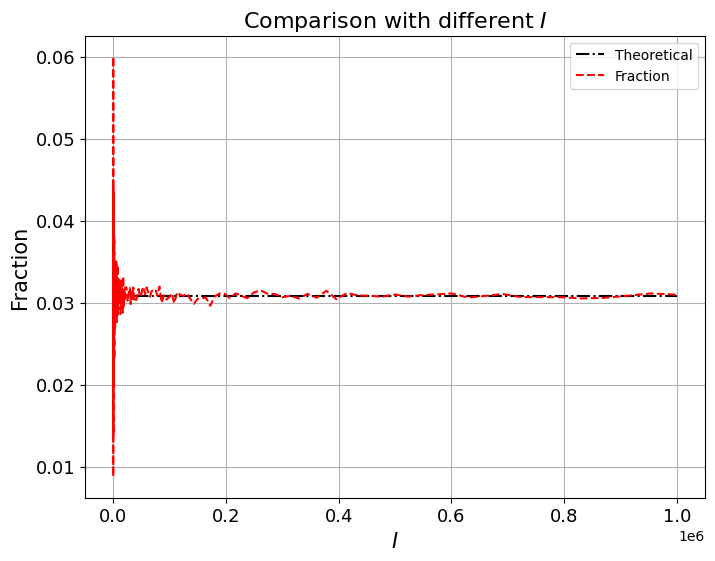 Comparison with different I
Theoretical
Fraction
0.06
0.05
0.04
0.03
0.02
0.01
Fraction
0.0 0.2 0.4 0.6 0.8 1.0
1e6
I